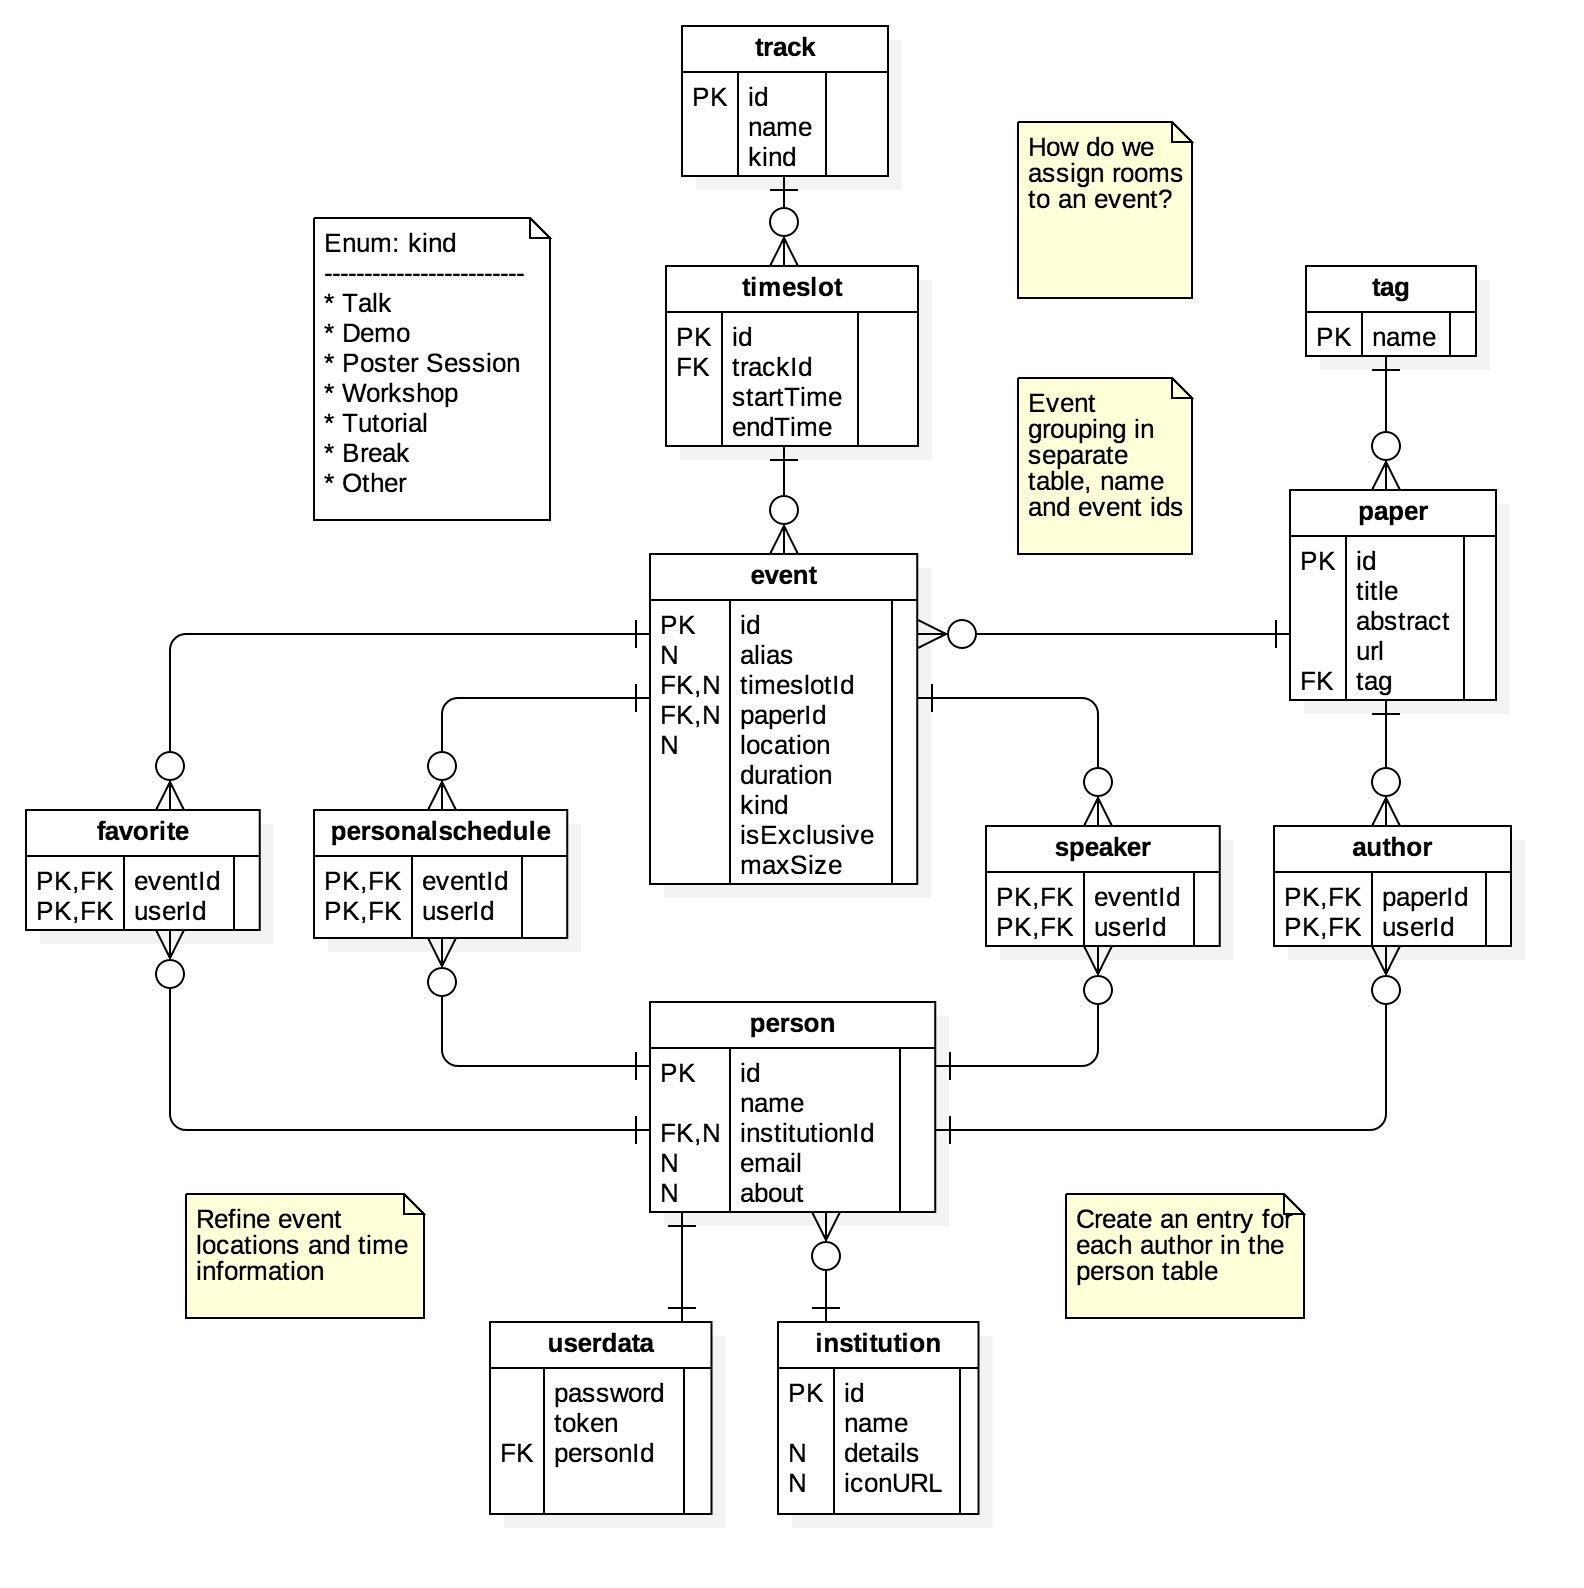 track
PK id
name
kind
How do we
assign rooms
to an event?
Enum: kind
-------------------------
* Talk
* Demo
* Poster Session
* Workshop
* Tutorial
* Break
* Other
timeslot
PK id
FK trackId
startTime
endTime
tag
PK name
Event
grouping in
separate
table, name
and event ids
paper
PK id
title
abstract
url
FK tag
event
PK id
N alias
FK,N timeslotId
FK,N paperId
N location
duration
kind
isExclusive
maxSize
favorite
PK,FK eventId
PK,FK userId
personalschedule
PK,FK eventId
PK,FK userId
speaker
PK,FK eventId
PK,FK userId
author
PK,FK paperId
PK,FK userId
person
PK id
name
FK,N institutionId
N email
N about
Refine event
locations and time
information
Create an entry for
each author in the
person table
userdata
password
token
FK personId
institution
PK id
name
N details
N iconURL